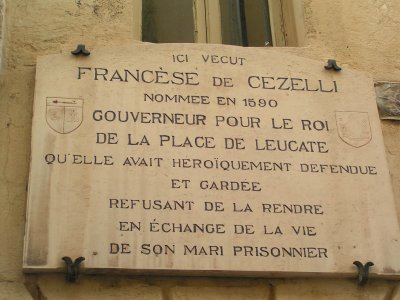 ICI VECUT
FRANCÈSE DE CEZELLI
NOMMEE EN 1590
GOUVERNEUR POUR LE ROI
DE LA PLACE DE LEUCATE
QU'ELLE AVAIT HEROÏQUEMENT DEFENDUE
ET GARDEE
REFUSANT DE LA RENDRE
EN ÉCHANGE DE LA VIE
DE SON MARI PRISONNIER